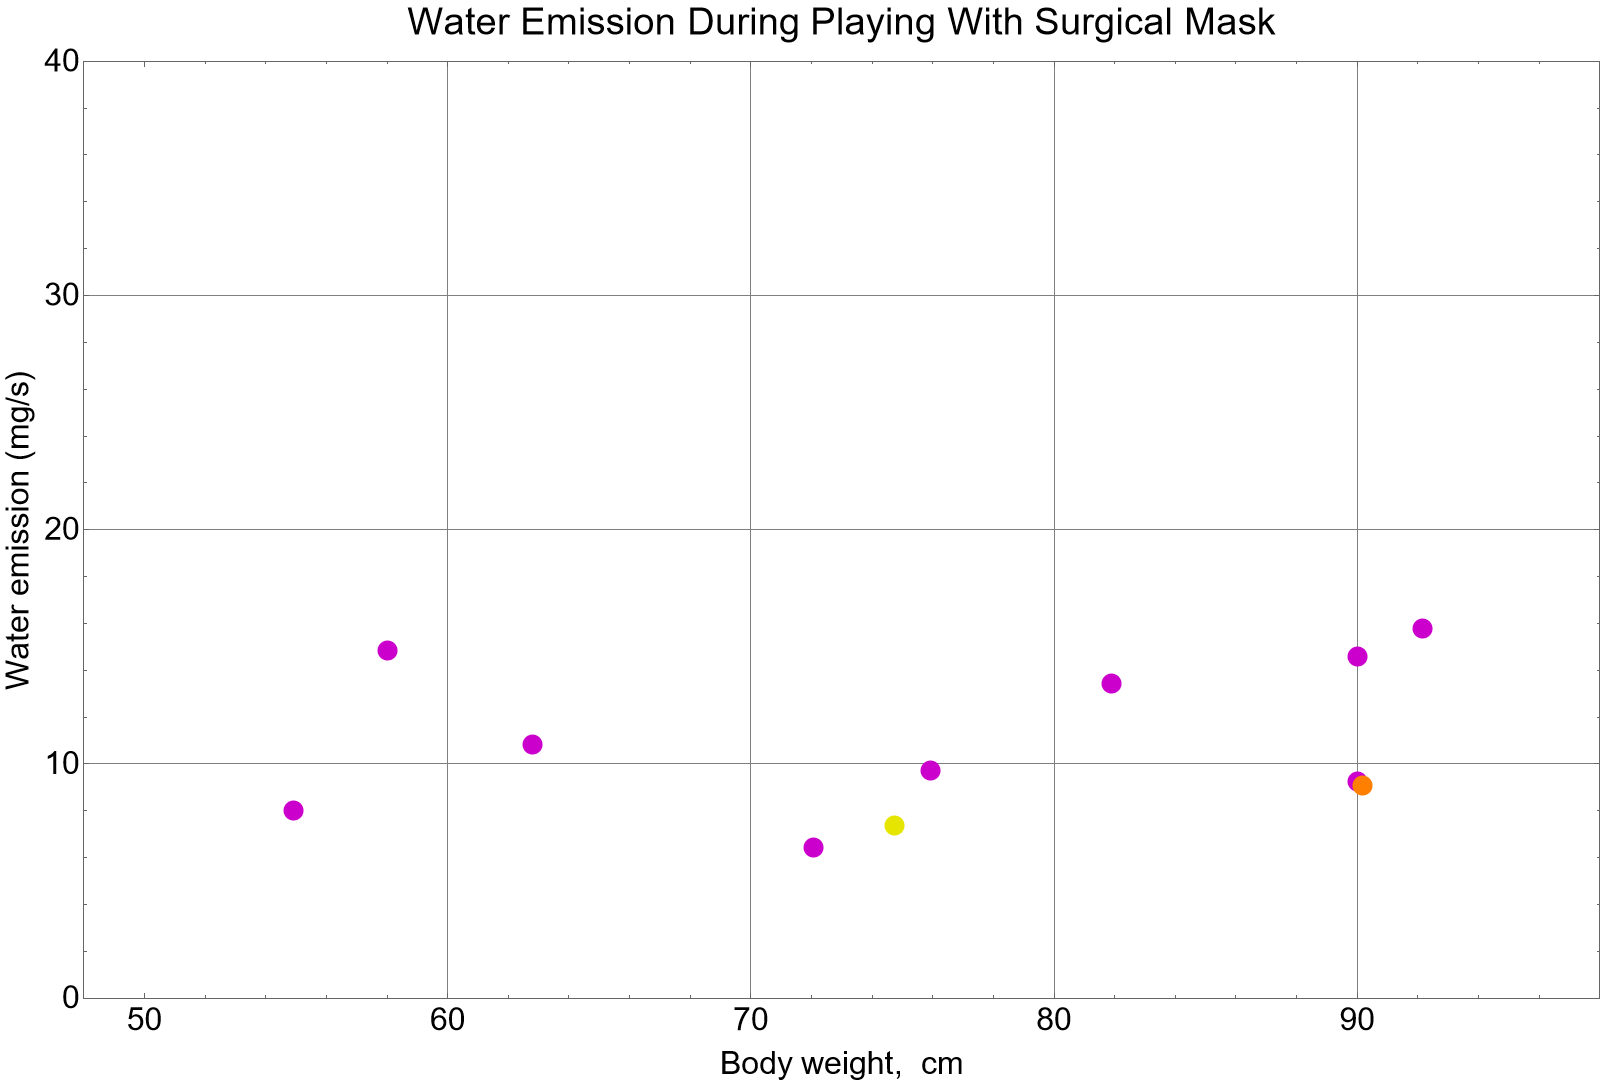 Water Emission During Playing With Surgical Mask
40
30
20
10
0
Water emission (mg/s)
50 60 70 80 90
Body weight,  cm